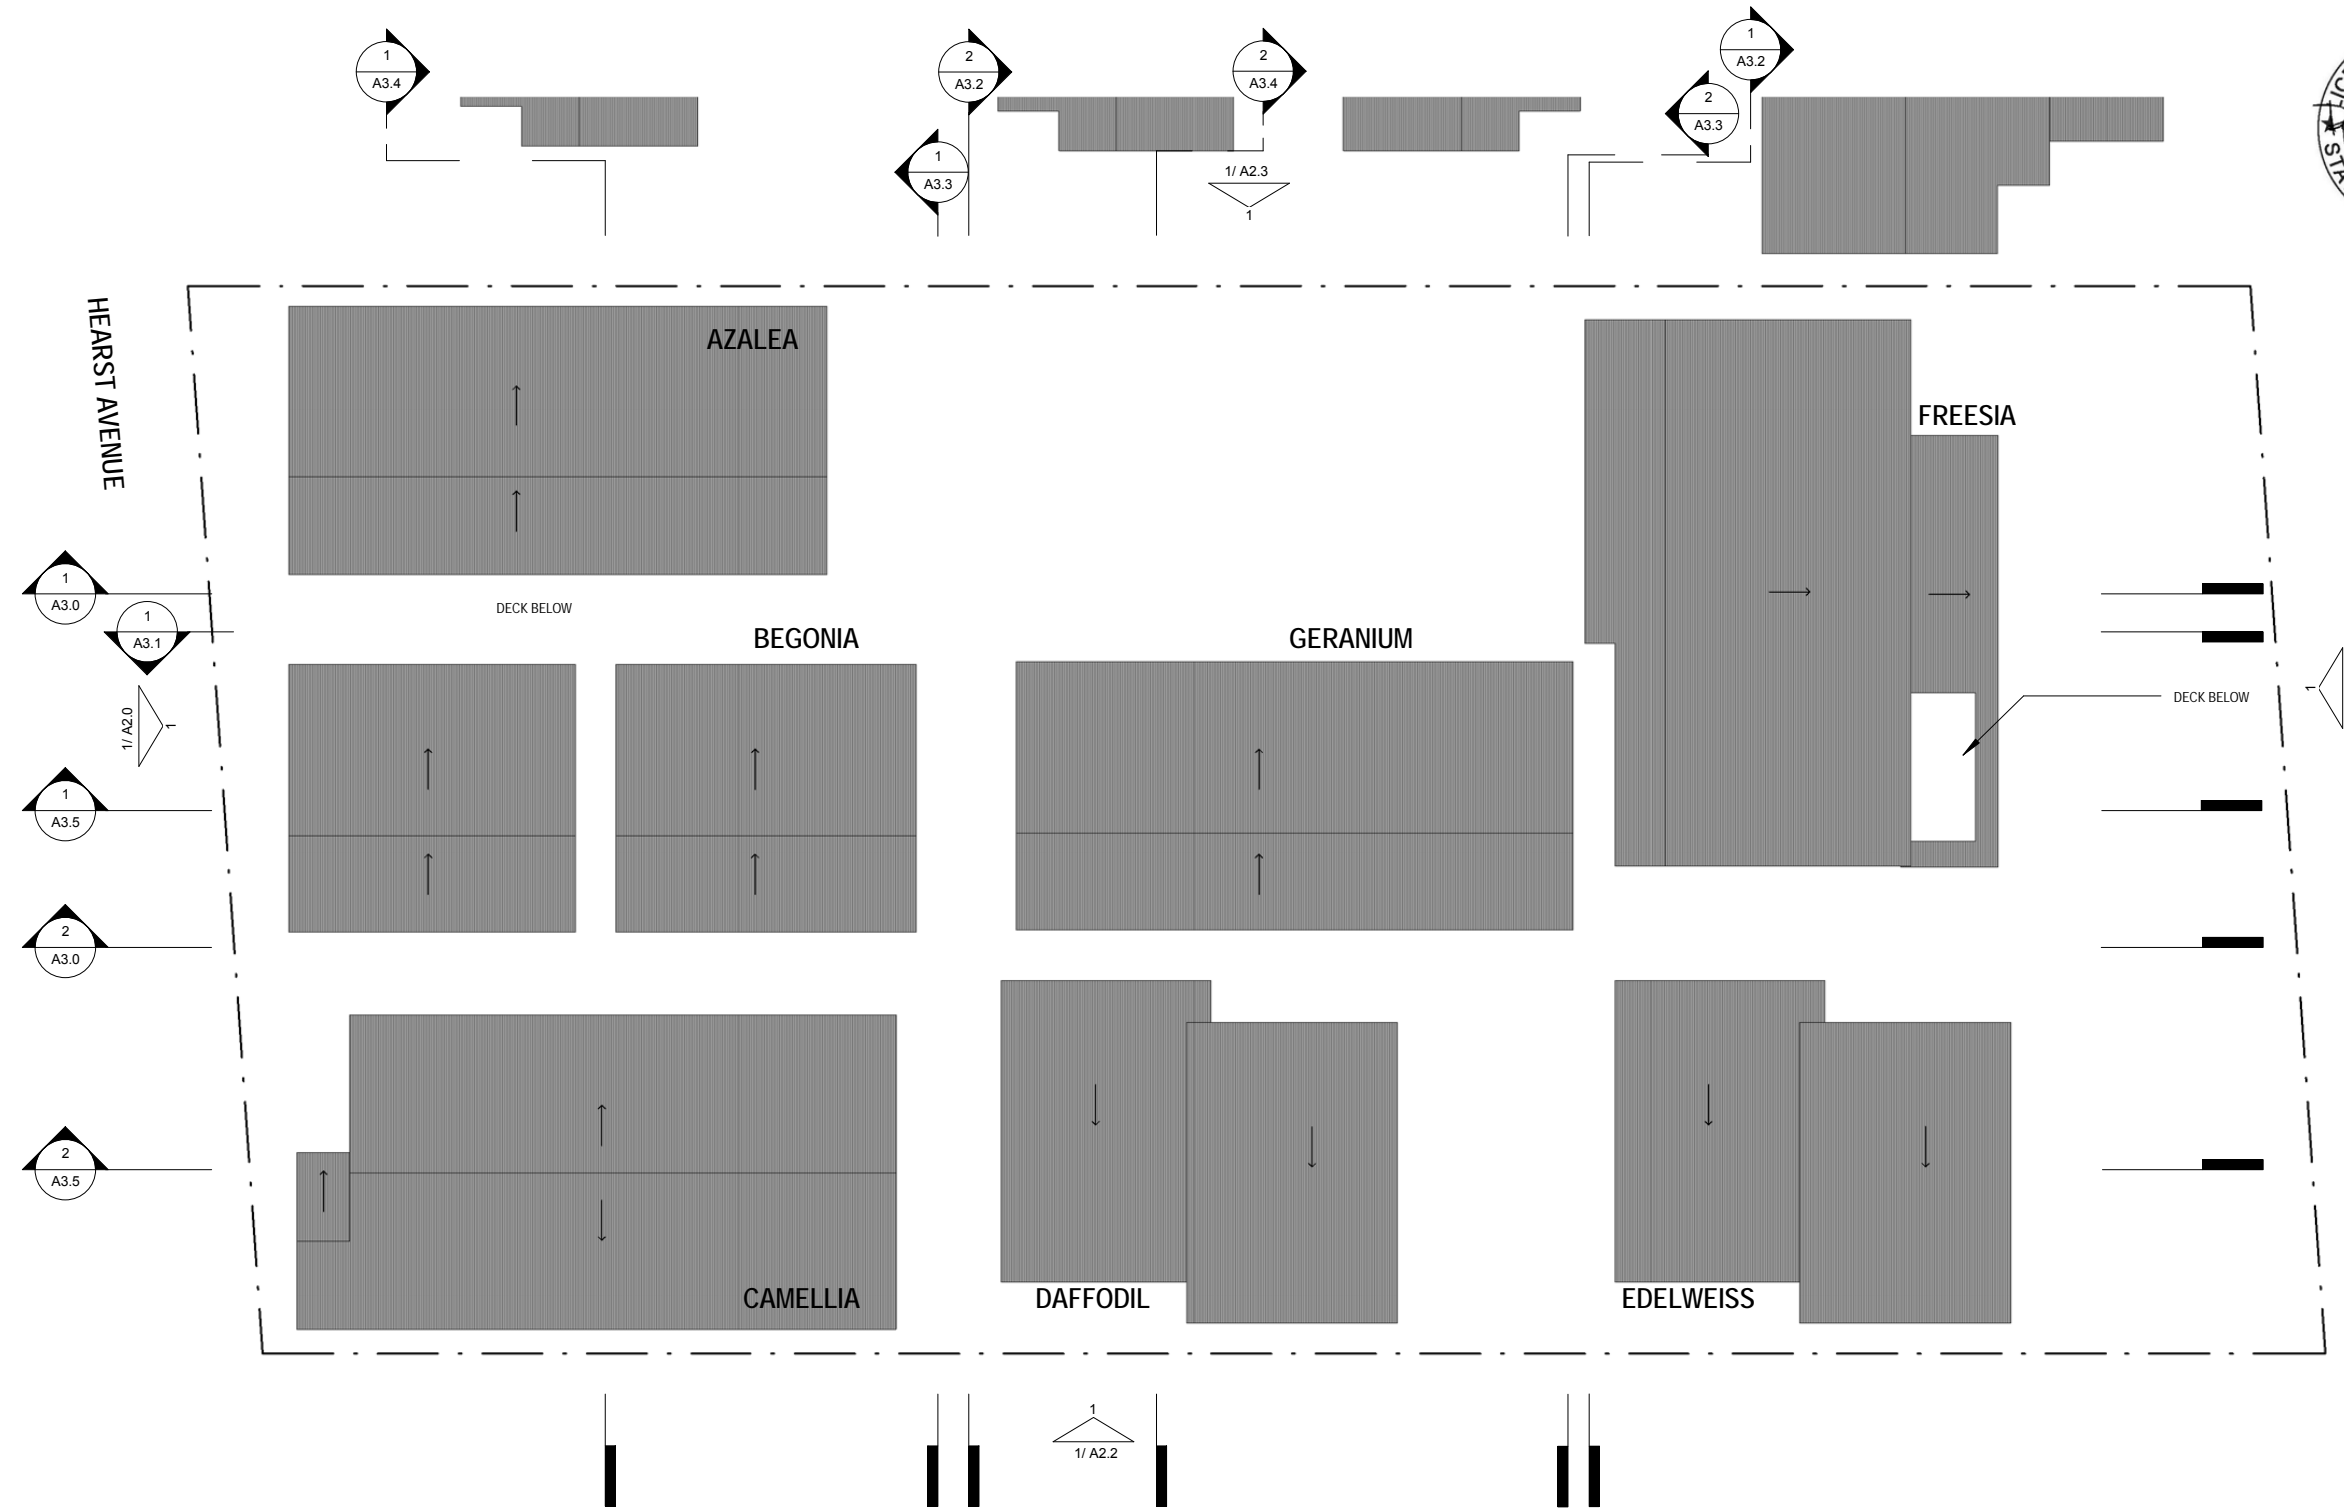 1
A3.2
1
A3.4
2
A3.2
2
A3.4
2
A3.3
1
A3.3
1/ A2.3
1
HEARST AVENUE
AZALEA
FREESIA
1
A3.0
DECK BELOW
1
A3.1
BEGONIA
GERANIUM
1/ A2.0
1
DECK BELOW
1
1
A3.5
2
A3.0
2
A3.5
CAMELLIA
DAFFODIL
EDELWEISS
1
1/ A2.2